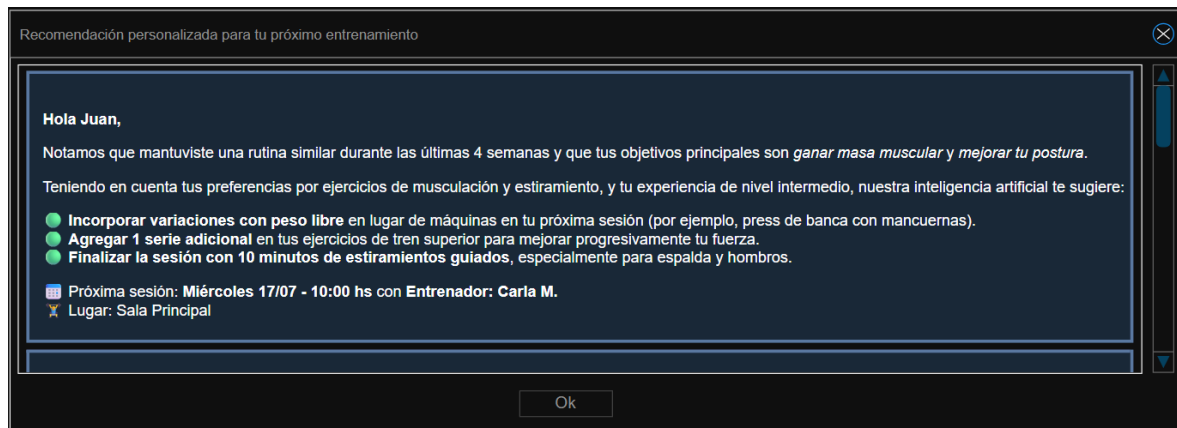 Recomendación personalizada para tu próximo entrenamiento
Hola Juan,
Notamos que mantuviste una rutina similar durante las últimas 4 semanas y que tus objetivos principales son ganar masa muscular y mejorar tu postura.
Teniendo en cuenta tus preferencias por ejercicios de musculación y estiramiento, y tu experiencia de nivel intermedio, nuestra inteligencia artificial te sugiere:
Incorporar variaciones con peso libre en lugar de máquinas en tu próxima sesión (por ejemplo, press de banca con mancuernas).
Agregar 1 serie adicional en tus ejercicios de tren superior para mejorar progresivamente tu fuerza.
Finalizar la sesión con 10 minutos de estiramientos guiados, especialmente para espalda y hombros.
Próxima sesión: Miércoles 17/07 - 10:00 hs con Entrenador: Carla M.
Lugar: Sala Principal
Ok